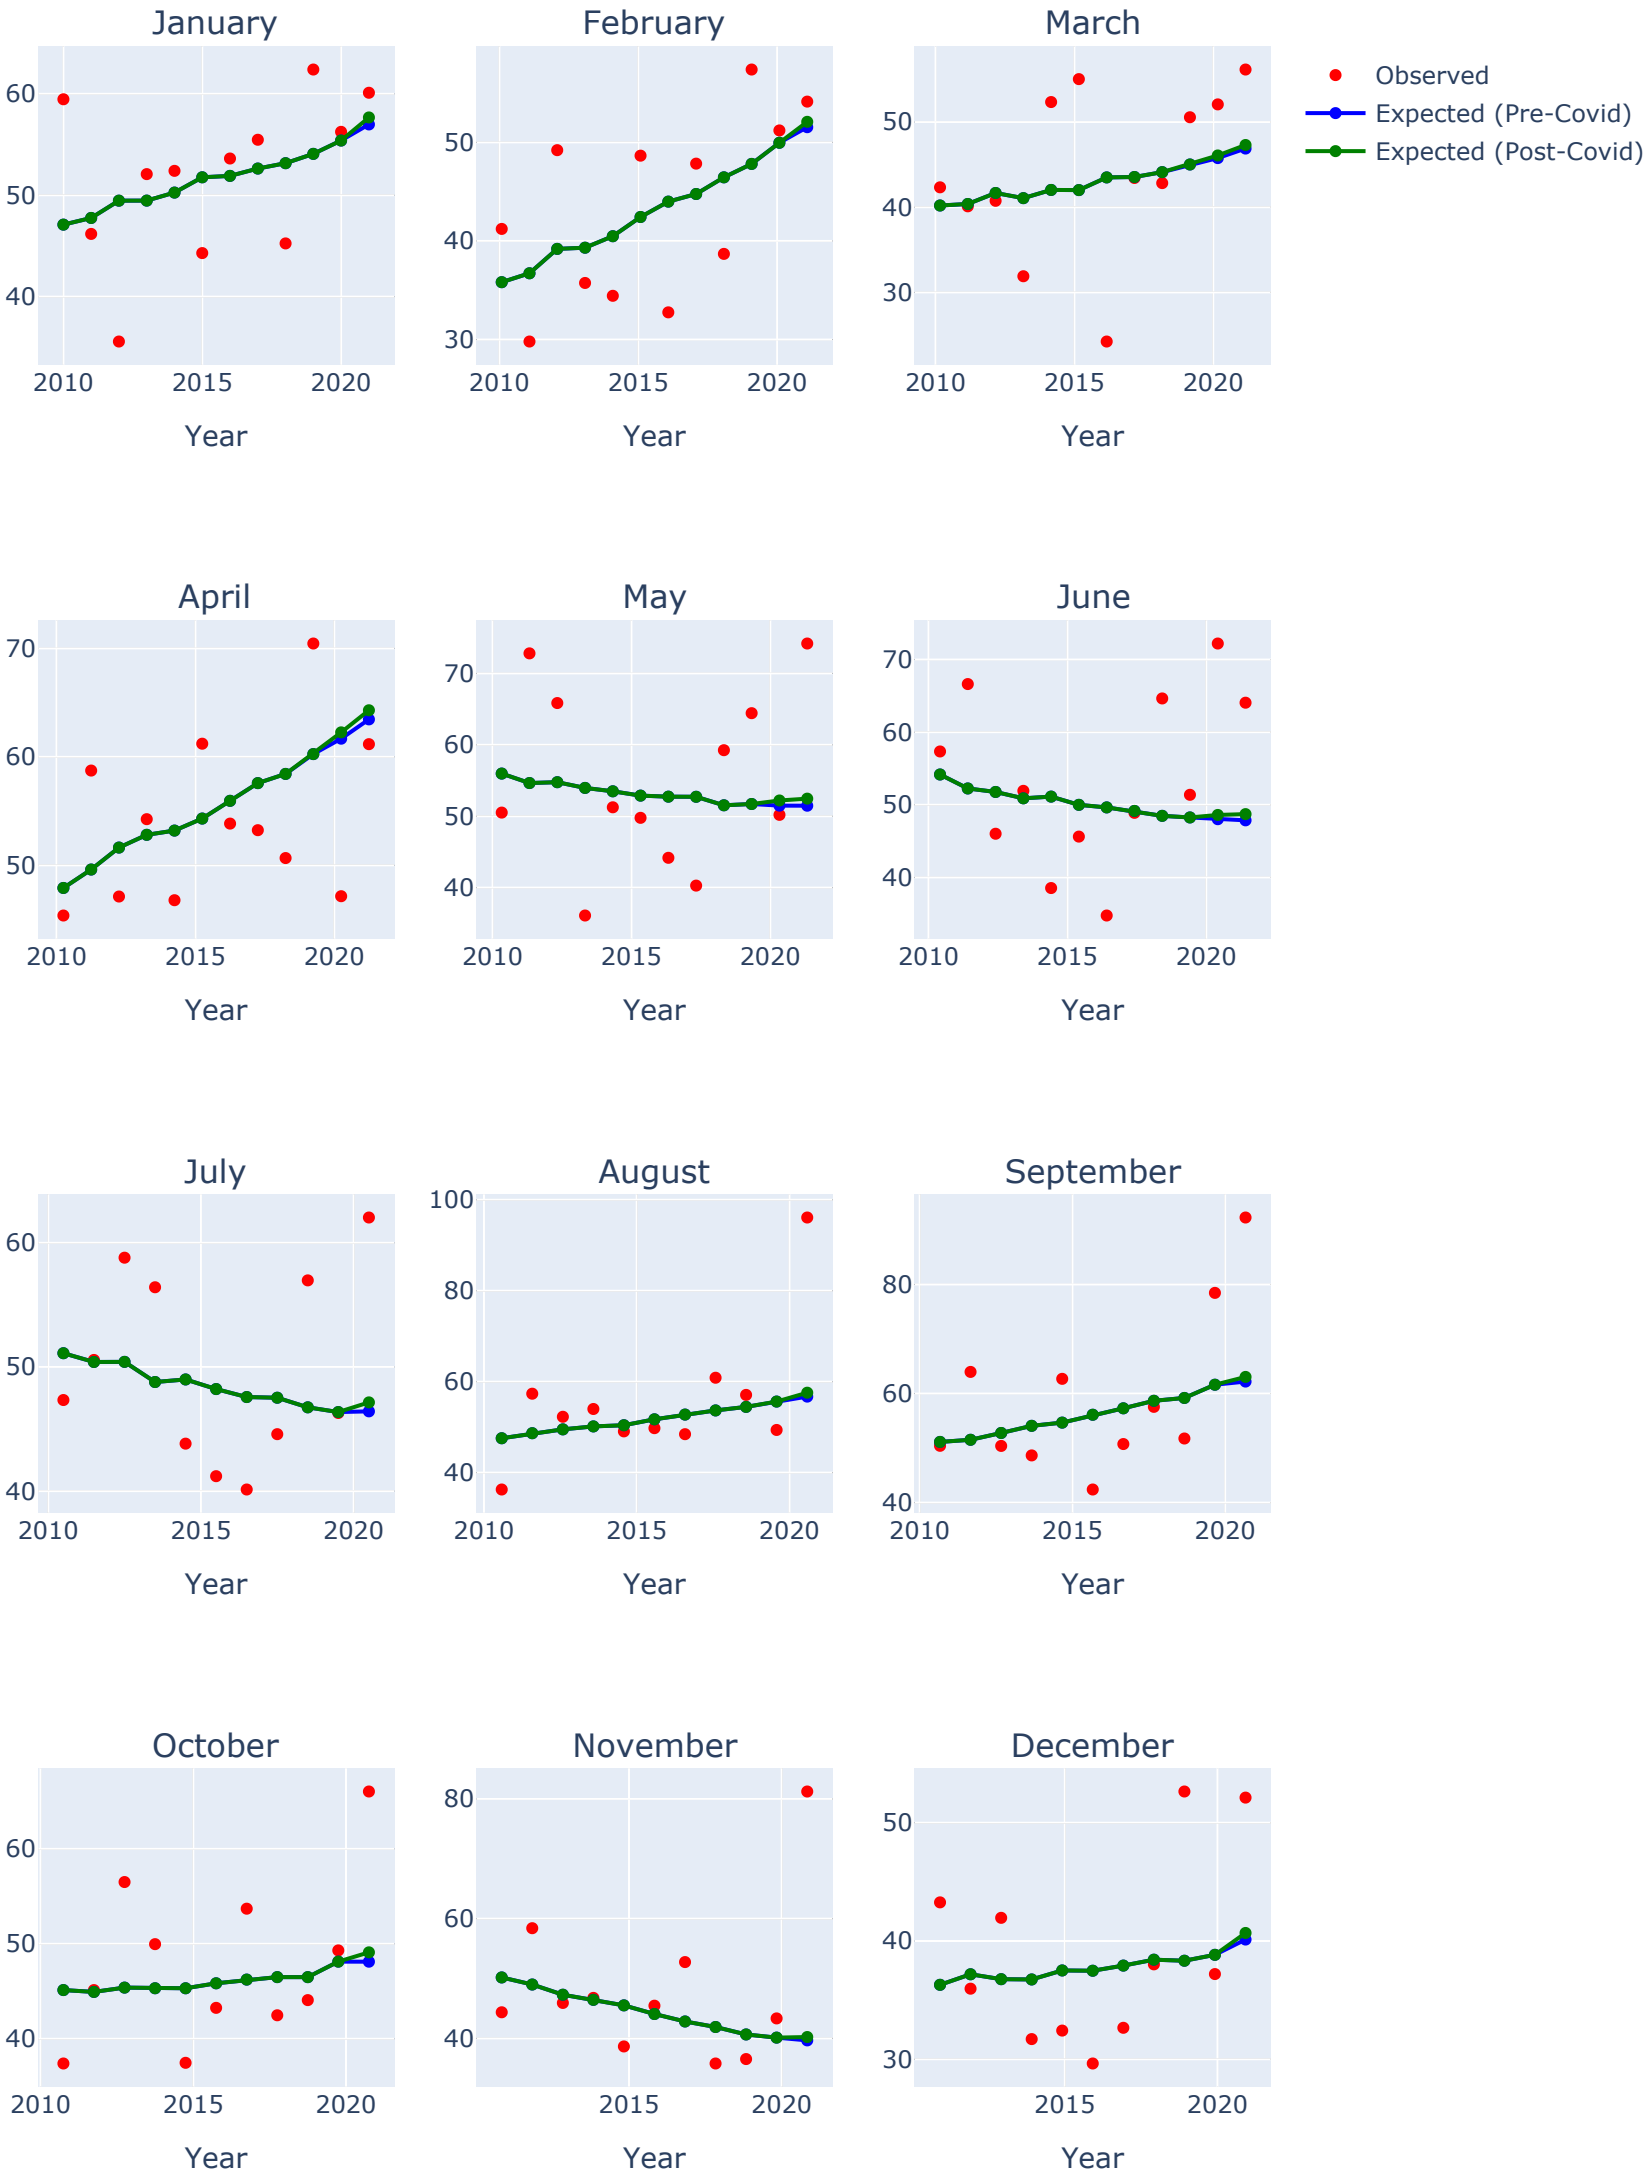 January
February
March
60
50
40
2010
2015
2020
Year
50
40
30
2010
2015
2020
Year
50
40
30
2010
2015
2020
Year
Observed
Expected (Pre-Covid)
Expected (Post-Covid)
April
May
June
70
60
50
2010
2015
2020
Year
70
60
50
40
2010
2015
2020
Year
70
60
50
40
2010
2015
2020
Year
July
August
September
60
50
40
2010
2015
2020
Year
100
80
60
40
2010
2015
2020
Year
80
60
40
2010
2015
2020
Year
October
November
December
60
50
40
2010
2015
2020
Year
80
60
40
2015
2020
Year
50
40
30
2015
2020
Year